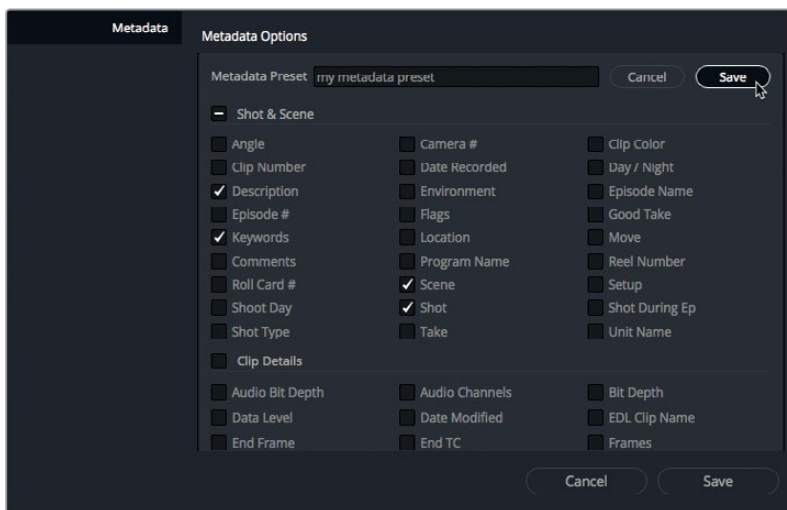 Metadata
Metadata Options
Metadata Preset my metadata preset Cancel Save
Shot & Scene
Angle Camera # Clip Color
Clip Number Date Recorded Day / Night
Description Environment Episode Name
Episode # Flags Good Take
Keywords Location Move
Comments Program Name Reel Number
Roll Card # Scene Setup
Shoot Day Shot Shot During Ep
Shot Type Take Unit Name
Clip Details
Audio Bit Depth Audio Channels Bit Depth
Data Level Date Modified EDL Clip Name
End Frame End TC Frames
Cancel Save